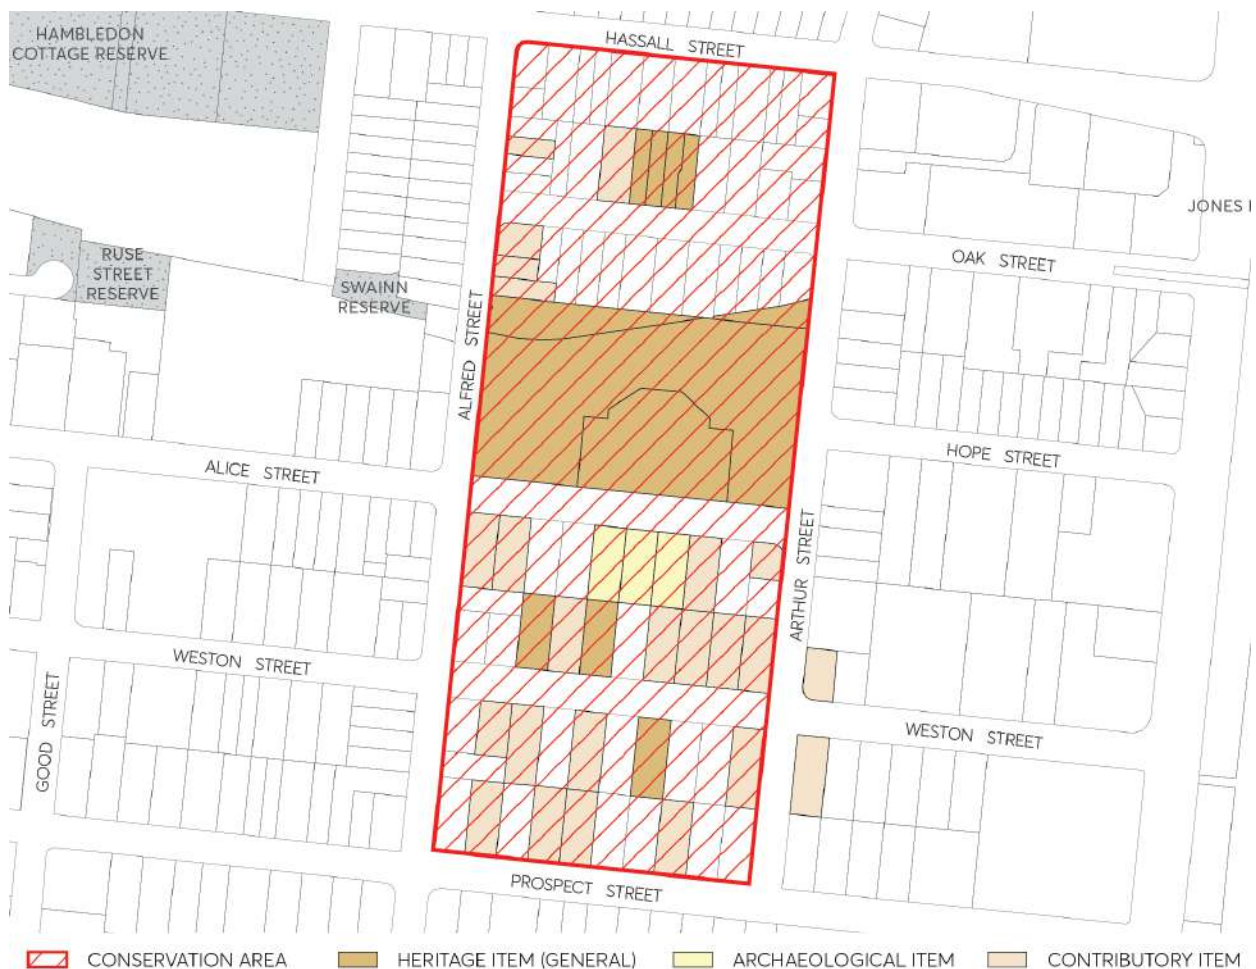 HAMBLEDON
COTTAGE RESERVE
HASSALL STREET
JONES
RUSE
STREET
RESERVE
SWAINN
RESERVE
OAK STREET
ALFRED STREET
ALICE STREET
HOPE STREET
ARTHUR STREET
WESTON STREET
GOOD STREET
WESTON STREET
PROSPECT STREET
CONSERVATION AREA
HERITAGE ITEM (GENERAL)
ARCHAEOLOGICAL ITEM
CONTRIBUTORY ITEM